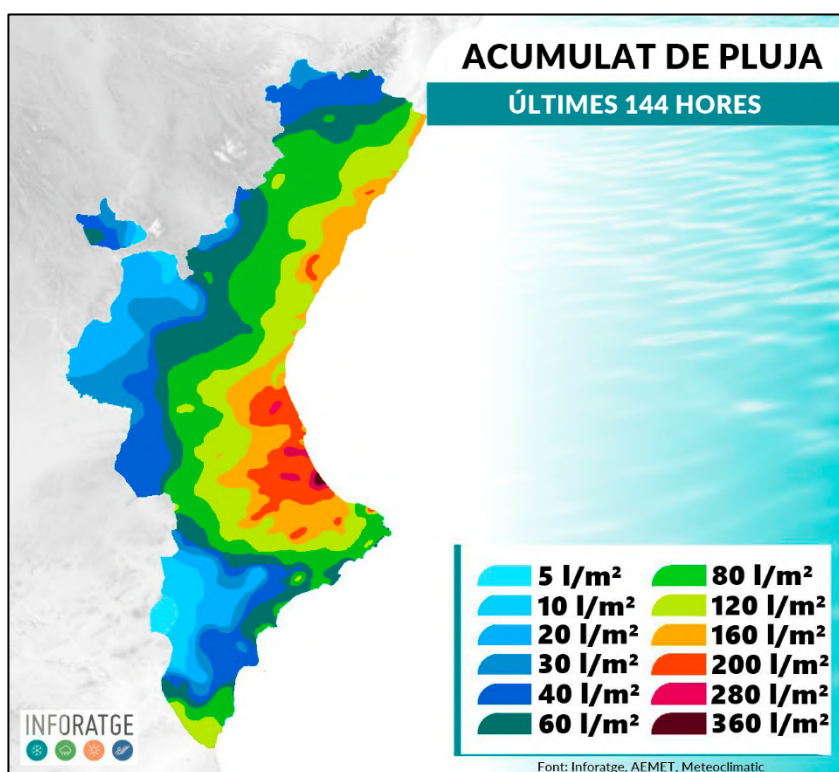 ACUMULAT DE PLUJA
ÚLTIMES 144 HORES
5 l/m²
10 l/m²
20 l/m²
30 l/m²
40 l/m²
60 l/m²
80 l/m²
120 l/m²
160 l/m²
200 l/m²
280 l/m²
360 l/m²
INFORATGE
Font: Inforatge, AEMET, Meteoclimatic